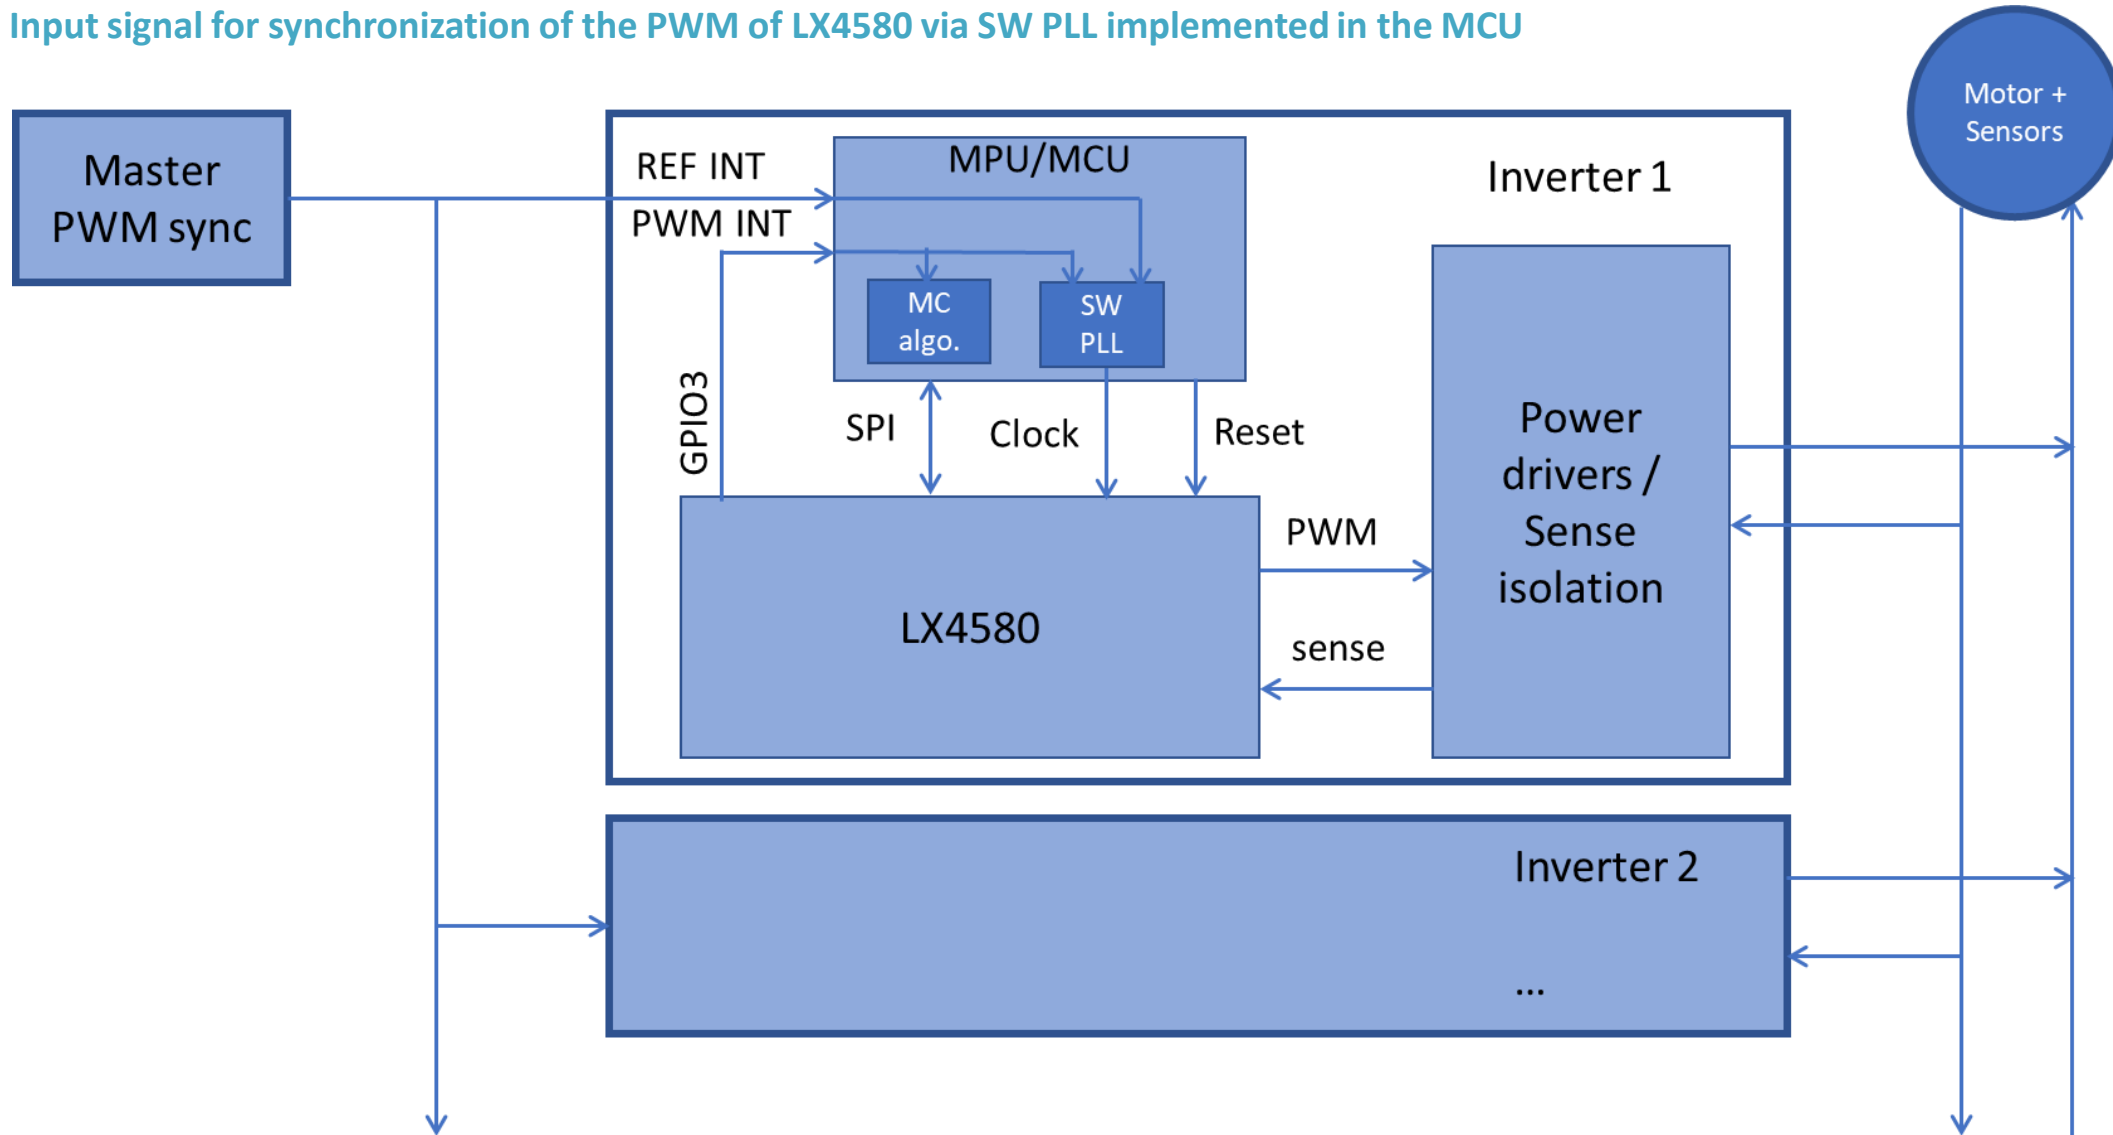 Input signal for synchronization of the PWM of LX4580 via SW PLL implemented in the MCU
Motor +
Sensors
Master
PWM sync
REF INT
PWM INT
MPU/MCU
Inverter 1
MC
algo.
SW
PLL
GPIO3
SPI
Clock
Reset
Power
drivers /
Sense
isolation
PWM
LX4580
sense
Inverter 2
...